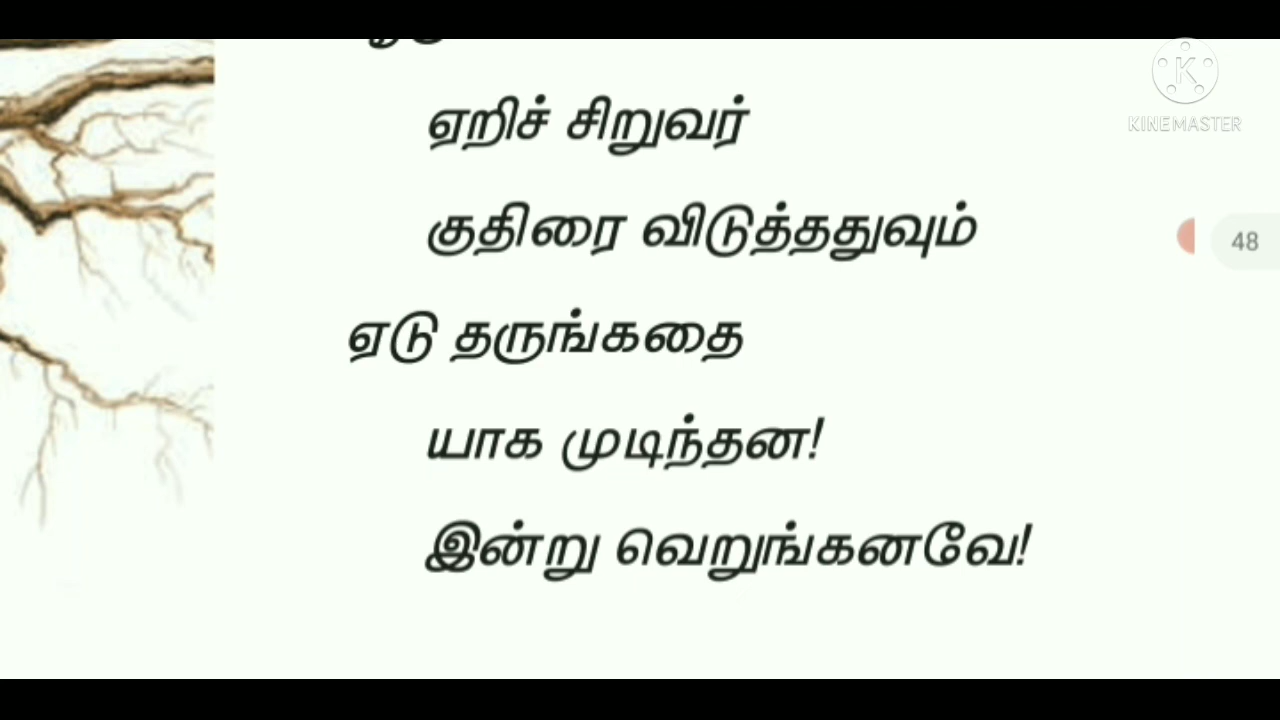 ஏறிச் சிறுவர்
KINEMASTER
குதிரை விடுத்ததுவும்
48
ஏடு தருங்கதை
யாக முடிந்தன!
இன்று வெறுங்கனவே!